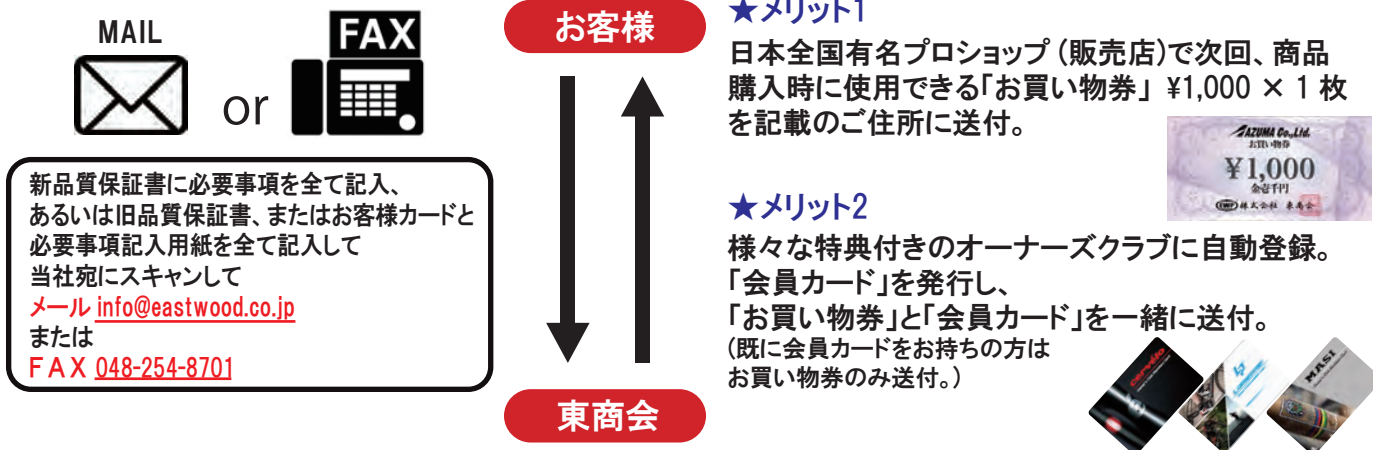 MAIL
or
FAX
新品質保証書に必要事項を全て記入、
あるいは旧品質保証書、またはお客様カードと
必要事項記入用紙を全て記入して
当社宛にスキャンして
メール info@eastwood.co.jp
または
ＦＡＸ 048-254-8701
お客様
東商会
★メリット1
日本全国有名プロショップ (販売店)で次回、商品
購入時に使用できる「お買い物券」 ¥1,000 × 1 枚
を記載のご住所に送付。
AZUMA Co.,Ltd.
お買い物券
¥1,000
金壱千円
株式会社 東商会
★メリット2
様々な特典付きのオーナーズクラブに自動登録。
「会員カード」を発行し、
「お買い物券」と「会員カード」を一緒に送付。
(既に会員カードをお持ちの方は
お買い物券のみ送付。)
cervélo
MASI